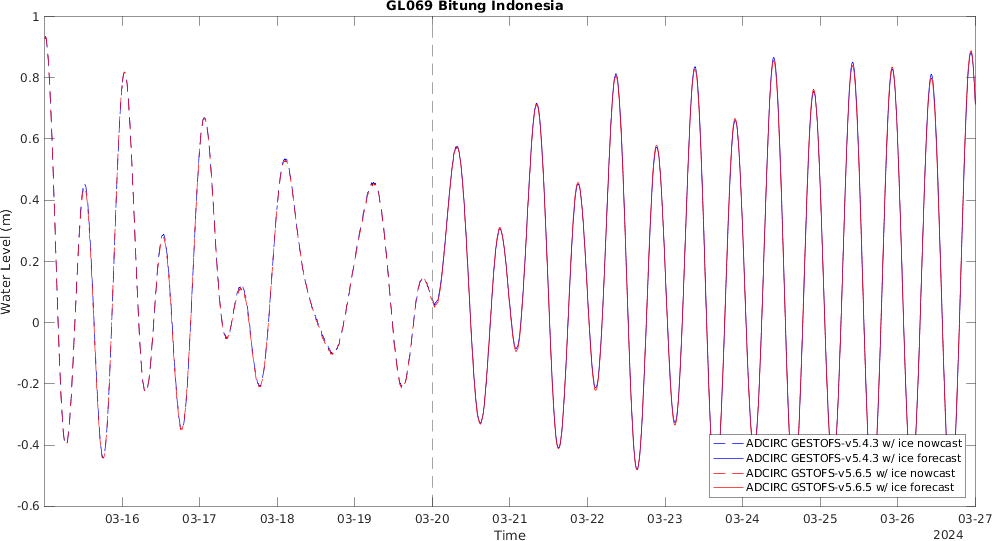 GL069 Bitung Indonesia
1
0.8
0.6
0.4
0.2
0
-0.2
-0.4
-0.6
Water Level (m)
03-16 03-17 03-18 03-19 03-20 03-21 03-22 03-23 03-24 03-25 03-26 03-27
Time
2024
ADCIRC GESTOFS-v5.4.3 w/ ice nowcast
ADCIRC GESTOFS-v5.4.3 w/ ice forecast
ADCIRC GSTOFS-v5.6.5 w/ ice nowcast
ADCIRC GSTOFS-v5.6.5 w/ ice forecast